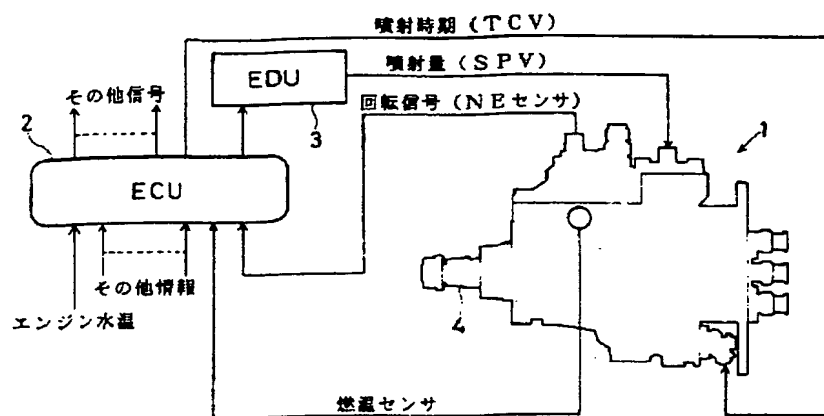 噴射時期(TCV)
噴射量(SPV)
EDU
その他信号
回転信号(NEセンサ)
3
2
1
ECU
その他情報
エンジン水温
4
燃温センサ